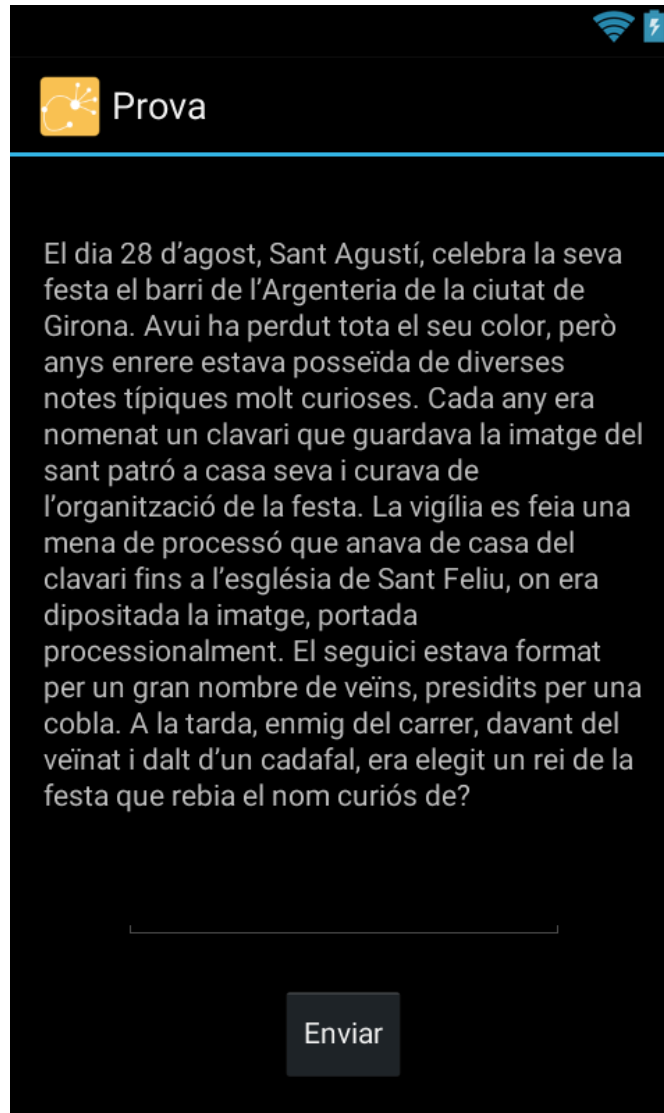 Prova
El dia 28 d’agost, Sant Agustí, celebra la seva
festa el barri de l’Argenteria de la ciutat de
Girona. Avui ha perdut tota el seu color, però
anys enrere estava posseïda de diverses
notes típiques molt curioses. Cada any era
nomenat un clavari que guardava la imatge del
sant patró a casa seva i curava de
l’organització de la festa. La vigília es feia una
mena de processó que anava de casa del
clavari fins a l’església de Sant Feliu, on era
dipositada la imatge, portada
processionalment. El seguici estava format
per un gran nombre de veïns, presidits per una
cobla. A la tarda, enmig del carrer, davant del
veïnat i dalt d’un cadafal, era elegit un rei de la
festa que rebia el nom curiós de?
Enviar